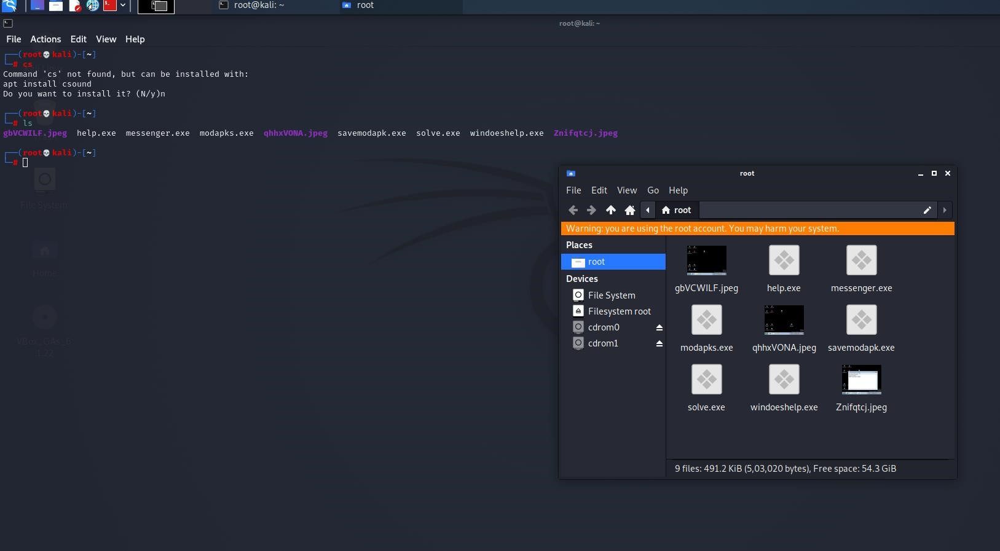 root@kali: ~
root
root@kali: ~
File Actions Edit View Help
┌──(root💀kali)-[~]
└─# cs
Command 'cs' not found, but can be installed with:
apt install csound
Do you want to install it? (N/y)n
┌──(root💀kali)-[~]
└─# ls
gbVCWILF.jpeg help.exe messenger.exe modapks.exe qhhxVONA.jpeg savemodapk.exe solve.exe windoeshelp.exe Znifqtcj.jpeg
┌──(root💀kali)-[~]
└─#
File System
Home
VBox_GAs_6
.1.22
root
File Edit View Go Help
root
Warning: you are using the root account. You may harm your system.
Places
root
Devices
File System
Filesystem root
cdrom0
cdrom1
gbVCWILF.jpeg
help.exe
messenger.exe
modapks.exe
qhhxVONA.jpeg
savemodapk.exe
solve.exe
windoeshelp.exe
Znifqtcj.jpeg
9 files: 491.2 KiB (5,03,020 bytes), Free space: 54.3 GiB